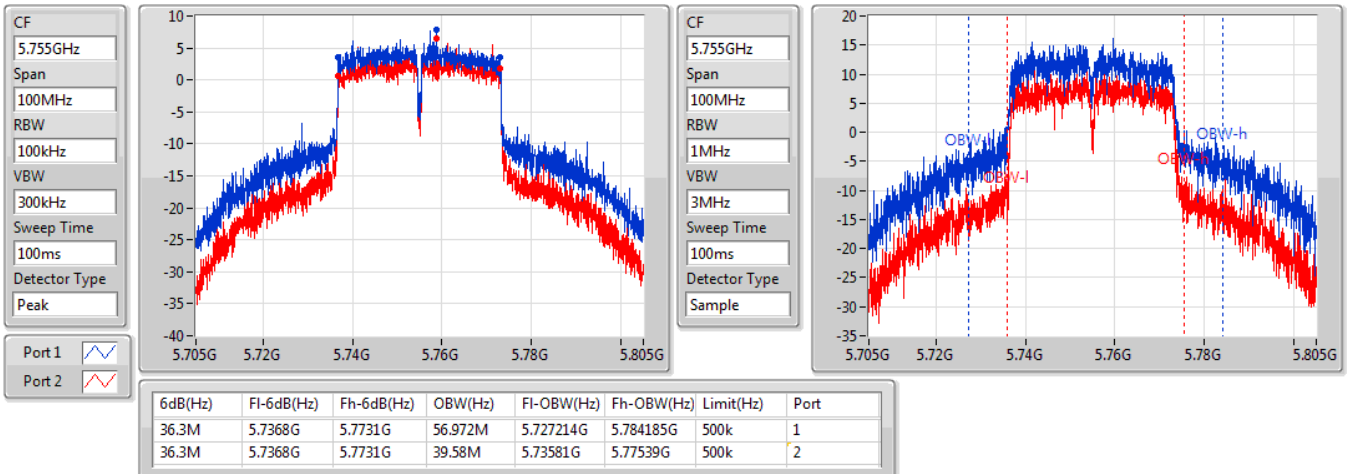 CF
5.755GHz
Span
100MHz
RBW
100kHz
VBW
300kHz
Sweep Time
100ms
Detector Type
Peak
Port 1
Port 2
10
5
0
-5
-10
-15
-20
-25
-30
-35
-40
5.705G 5.72G 5.74G 5.76G 5.78G 5.805G
CF
5.755GHz
Span
100MHz
RBW
1MHz
VBW
3MHz
Sweep Time
100ms
Detector Type
Sample
20
15
10
5
0
-5
-10
-15
-20
-25
-30
-35
OBW-l OBW-h
OBW-l OBW-h
5.705G 5.72G 5.74G 5.76G 5.78G 5.805G
6dB(Hz) Fl-6dB(Hz) Fh-6dB(Hz) OBW(Hz) Fl-OBW(Hz) Fh-OBW(Hz) Limit(Hz) Port
36.3M 5.7368G 5.7731G 56.972M 5.727214G 5.784185G 500k 1
36.3M 5.7368G 5.7731G 39.58M 5.73581G 5.77539G 500k 2